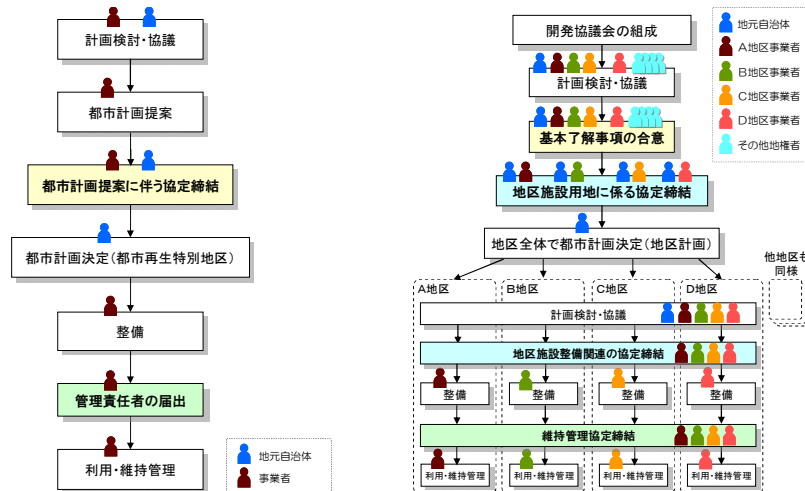 計画検討・協議
都市計画提案
都市計画提案に伴う協定締結
都市計画決定(都市再生特別地区)
整備
管理責任者の届出
利用・維持管理
地元自治体
事業者
開発協議会の組成
計画検討・協議
基本了解事項の合意
地区施設用地に係る協定締結
地区全体で都市計画決定(地区計画)
A地区
B地区
C地区
D地区
他地区も
同様
計画検討・協議
地区施設整備関連の協定締結
整備
整備
整備
整備
維持管理協定締結
利用・維持管理
利用・維持管理
利用・維持管理
利用・維持管理
地元自治体
A地区事業者
B地区事業者
C地区事業者
D地区事業者
その他地権者